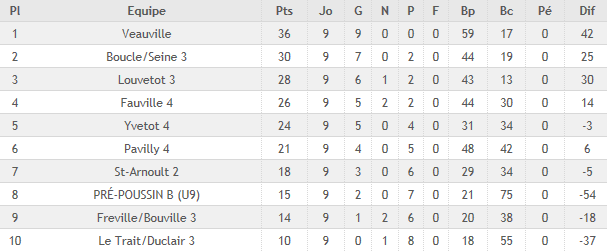 Pl Equipe Pts Jo G N P F Bp Bc Pé Dif
1 Veauville 36 9 9 0 0 0 59 17 0 42
2 Boucle/Seine 3 30 9 7 0 2 0 44 19 0 25
3 Louvetot 3 28 9 6 1 2 0 43 13 0 30
4 Fauville 4 26 9 5 2 2 0 44 30 0 14
5 Yvetot 4 24 9 5 0 4 0 31 34 0 -3
6 Pavilly 4 21 9 4 0 5 0 48 42 0 6
7 St-Arnoult 2 18 9 3 0 6 0 29 34 0 -5
8 PRÉ-POUSSIN B (U9) 15 9 2 0 7 0 21 75 0 -54
9 Freville/Bouville 3 14 9 1 2 6 0 20 38 0 -18
10 Le Trait/Duclair 3 10 9 0 1 8 0 18 55 0 -37